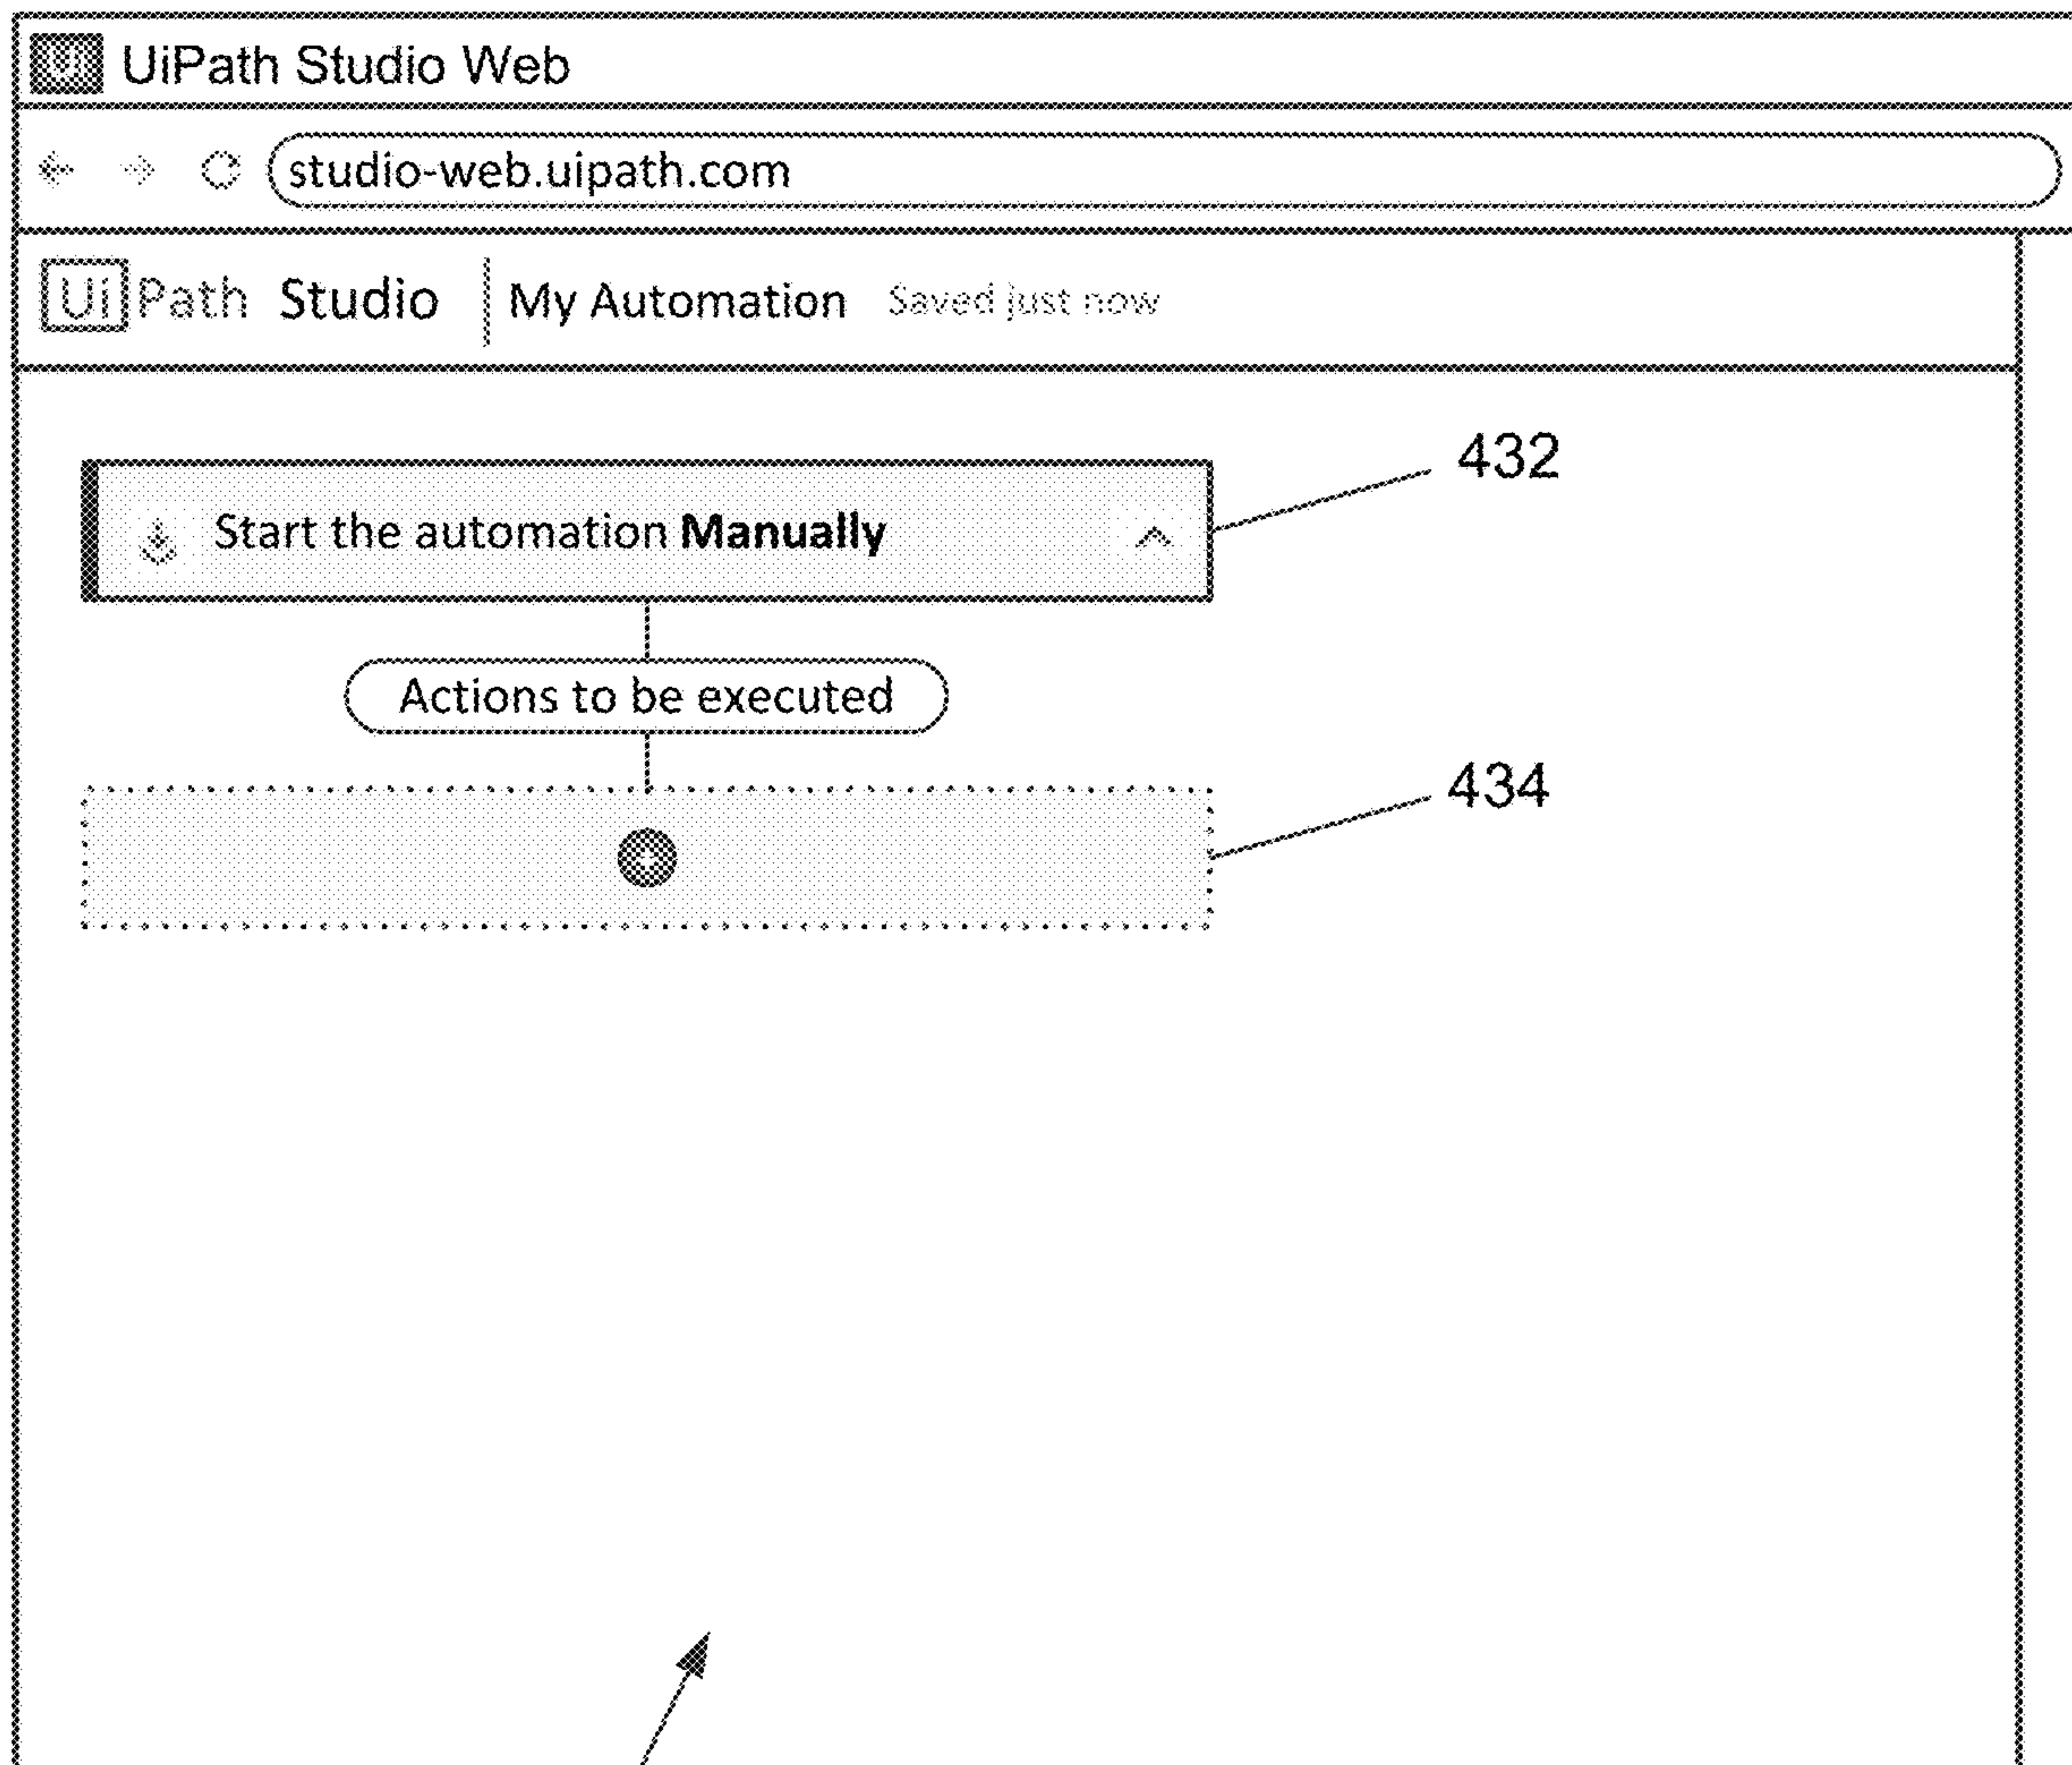 Ui UiPath Studio Web
studio-web.uipath.com
UiPath Studio My Automation Saved just now
432
Start the automation Manually
Actions to be executed
434